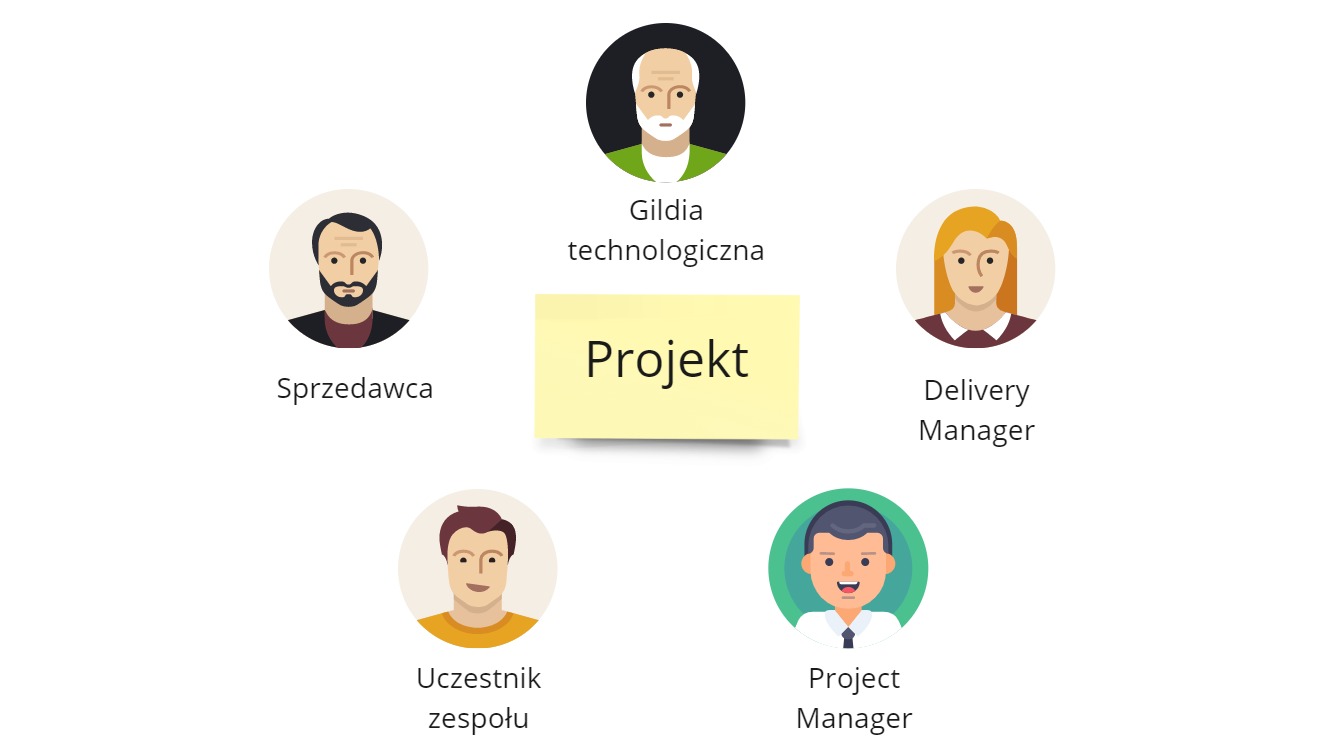 Gildia
technologiczna
Sprzedawca
Projekt
Delivery
Manager
Uczestnik
zespołu
Project
Manager